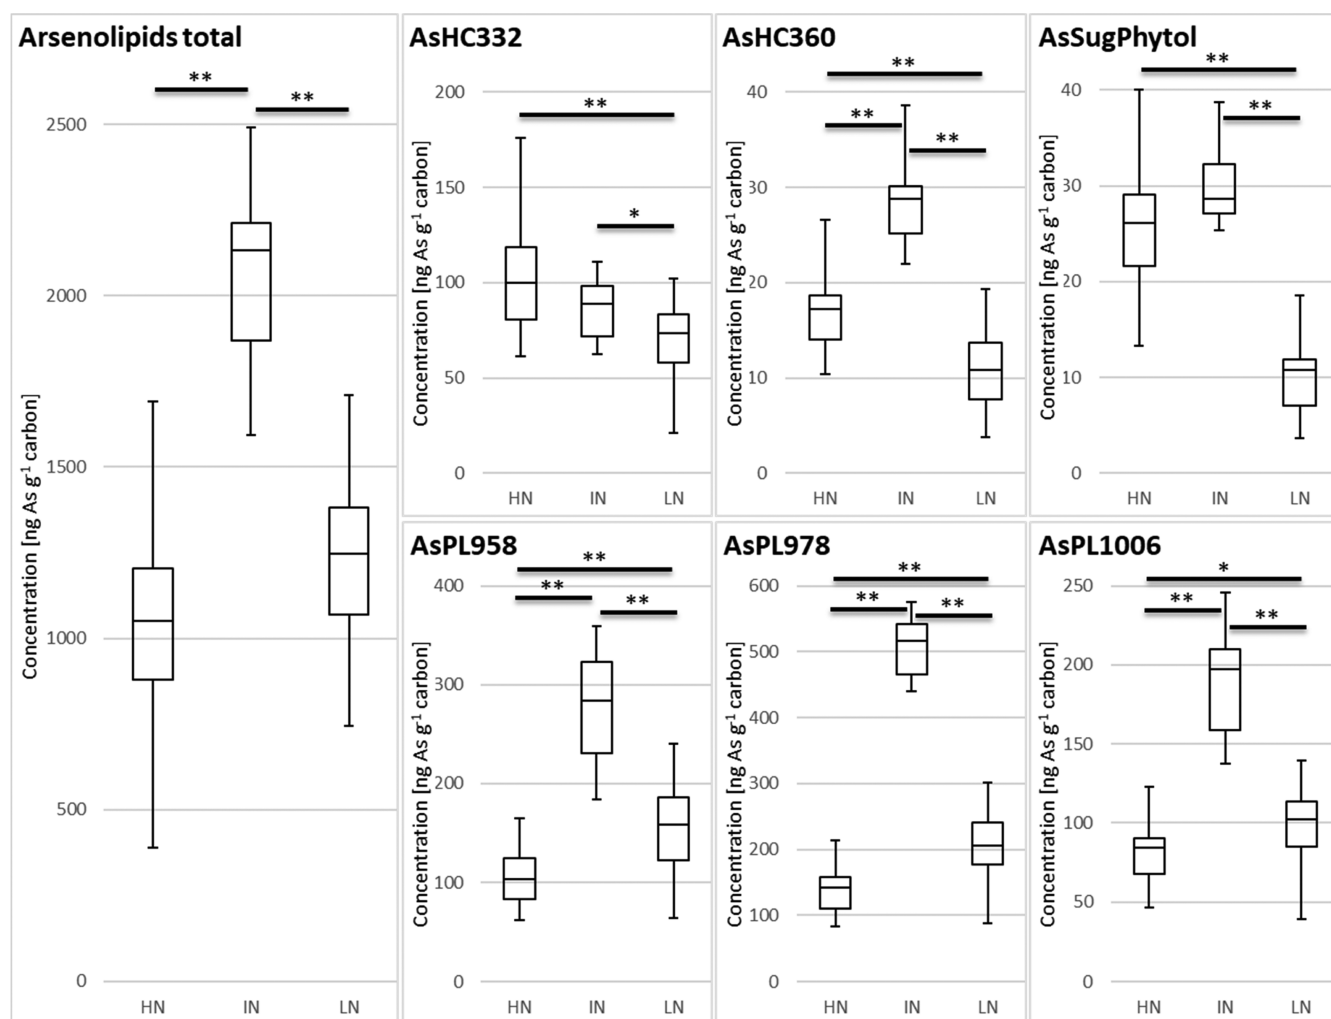 Arsenolipids total
**
**
Concentration [ng As g-1 carbon]
2500
2000
1500
1000
500
0
HN IN LN
AsHC332
**
*
Concentration [ng As g-1 carbon]
200
150
100
50
0
HN IN LN
AsHC360
**
**
**
Concentration [ng As g-1 carbon]
40
30
20
10
0
HN IN LN
AsSugPhytol
**
**
Concentration [ng As g-1 carbon]
40
30
20
10
0
HN IN LN
AsPL958
**
**
**
Concentration [ng As g-1 carbon]
400
300
200
100
0
HN IN LN
AsPL978
**
**
**
Concentration [ng As g-1 carbon]
600
500
400
300
200
100
0
HN IN LN
AsPL1006
*
**
**
Concentration [ng As g-1 carbon]
250
200
150
100
50
0
HN IN LN